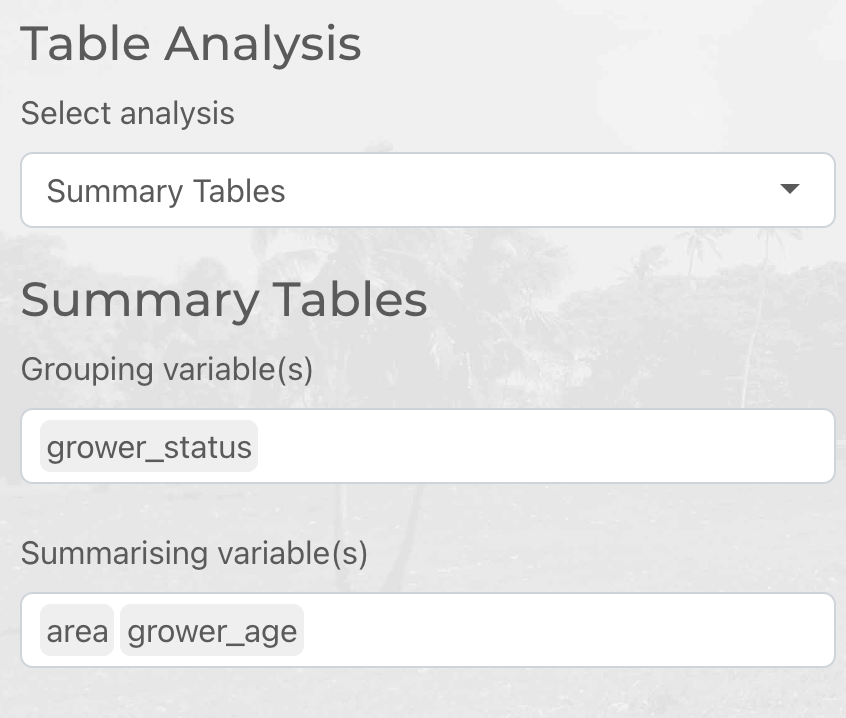 Table Analysis
Select analysis
Summary Tables
Summary Tables
Grouping variable(s)
grower_status
Summarising variable(s)
area grower_age